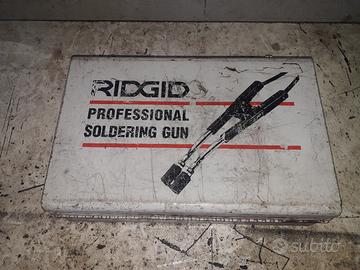 RIDGID
PROFESSIONAL
SOLDERING GUN
subito